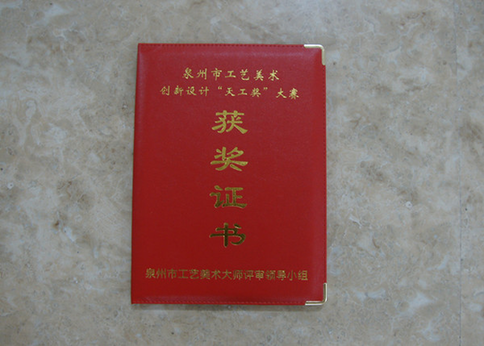 泉州市工艺美术
创新设计“天工奖”大赛
获奖证书
泉州市工艺美术大师评审领导小组